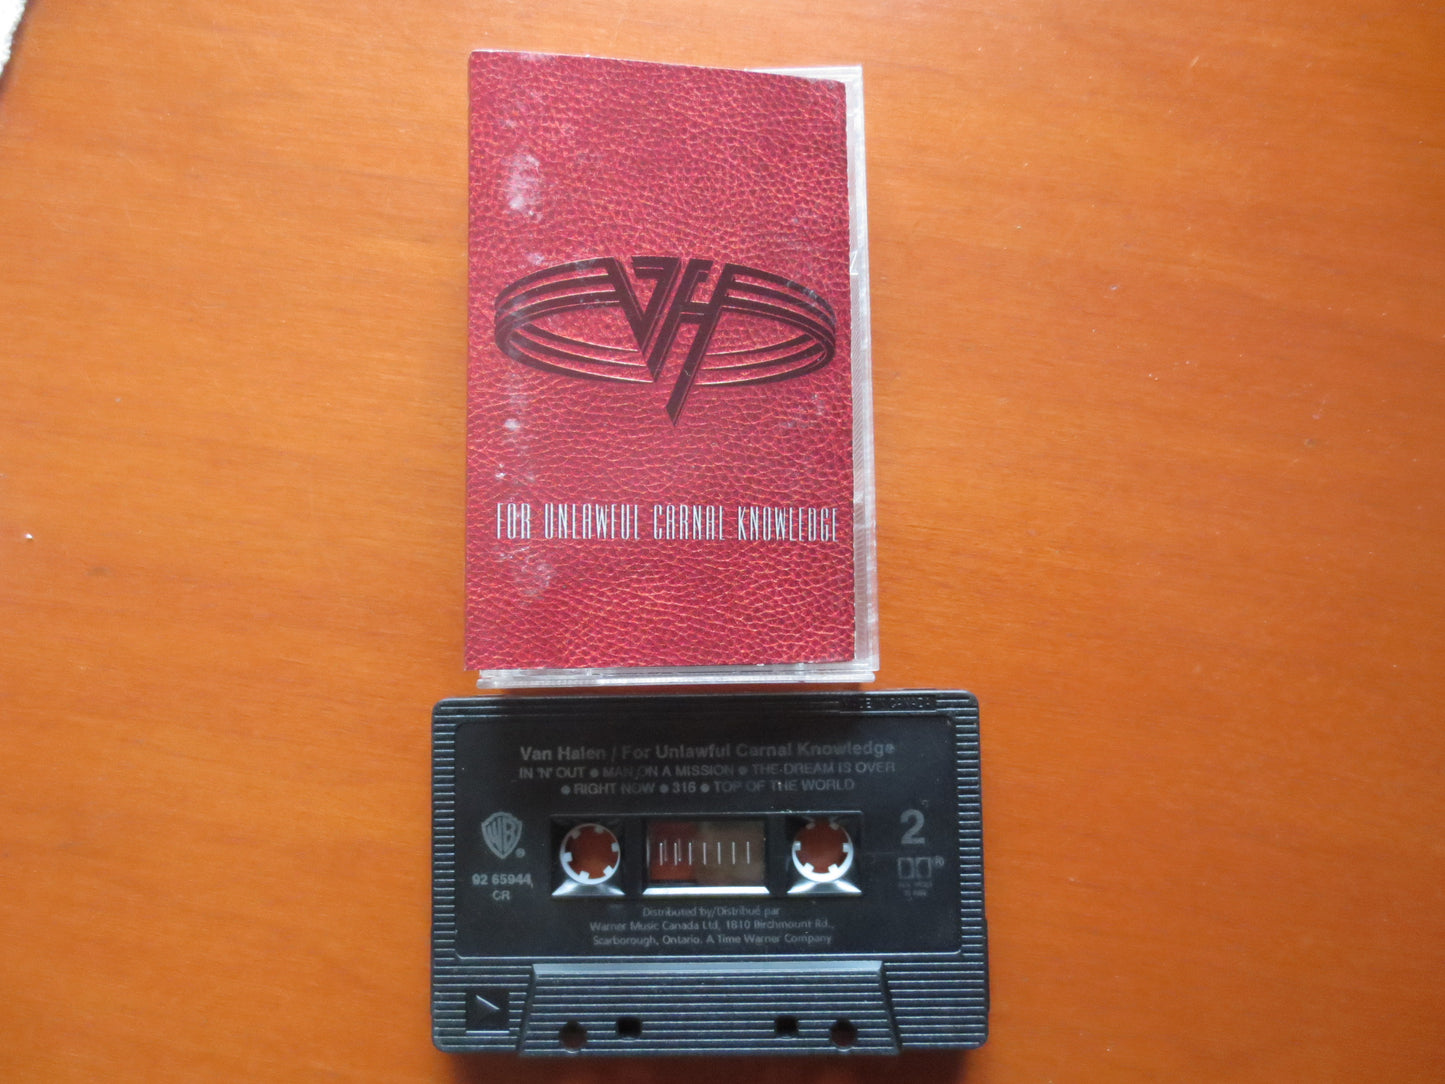 VH
FOR UNLAWFUL CARNAL KNOWLEDGE
MADE IN CANADA
Van Halen / For Unlawful Carnal Knowledge
IN 'N' OUT ● MAN ON A MISSION ● THE DREAM IS OVER
● RIGHT NOW ● 316 ● TOP OF THE WORLD
WB®
2
92 65944
CR
Distributed by/Distribué par
Warner Music Canada Ltd, 1810 Birchmount Rd.,
Scarborough, Ontario. A Time Warner Company